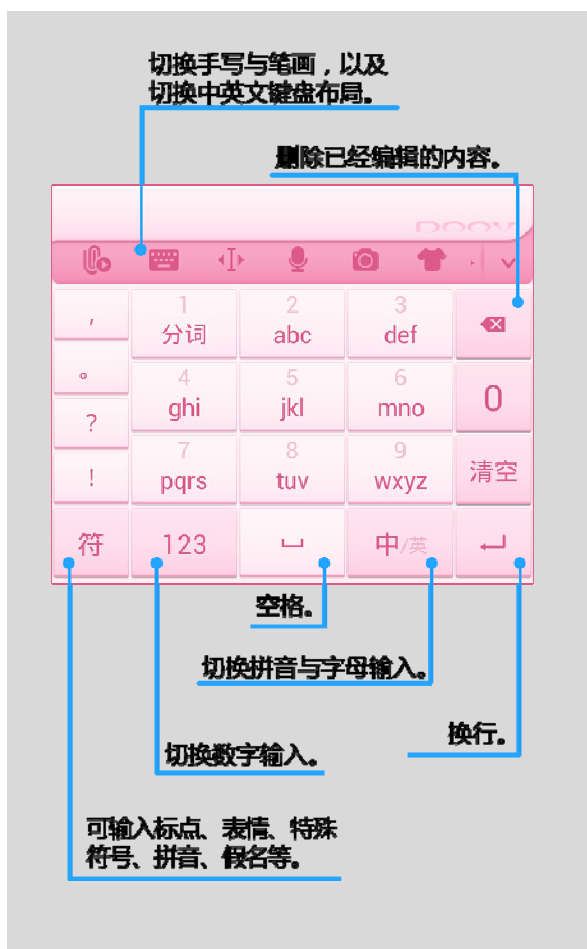 切换手写与笔画，以及
切换中英文键盘布局。
删除已经编辑的内容。
DOOV
, 1 2 3
分词 abc def
。 4 5 6 0
? ghi jkl mno
7 8 9
! pqrs tuv wxyz 清空
符 123 中/英
空格。
切换拼音与字母输入。
换行。
切换数字输入。
可输入标点、表情、特殊
符号、拼音、假名等。